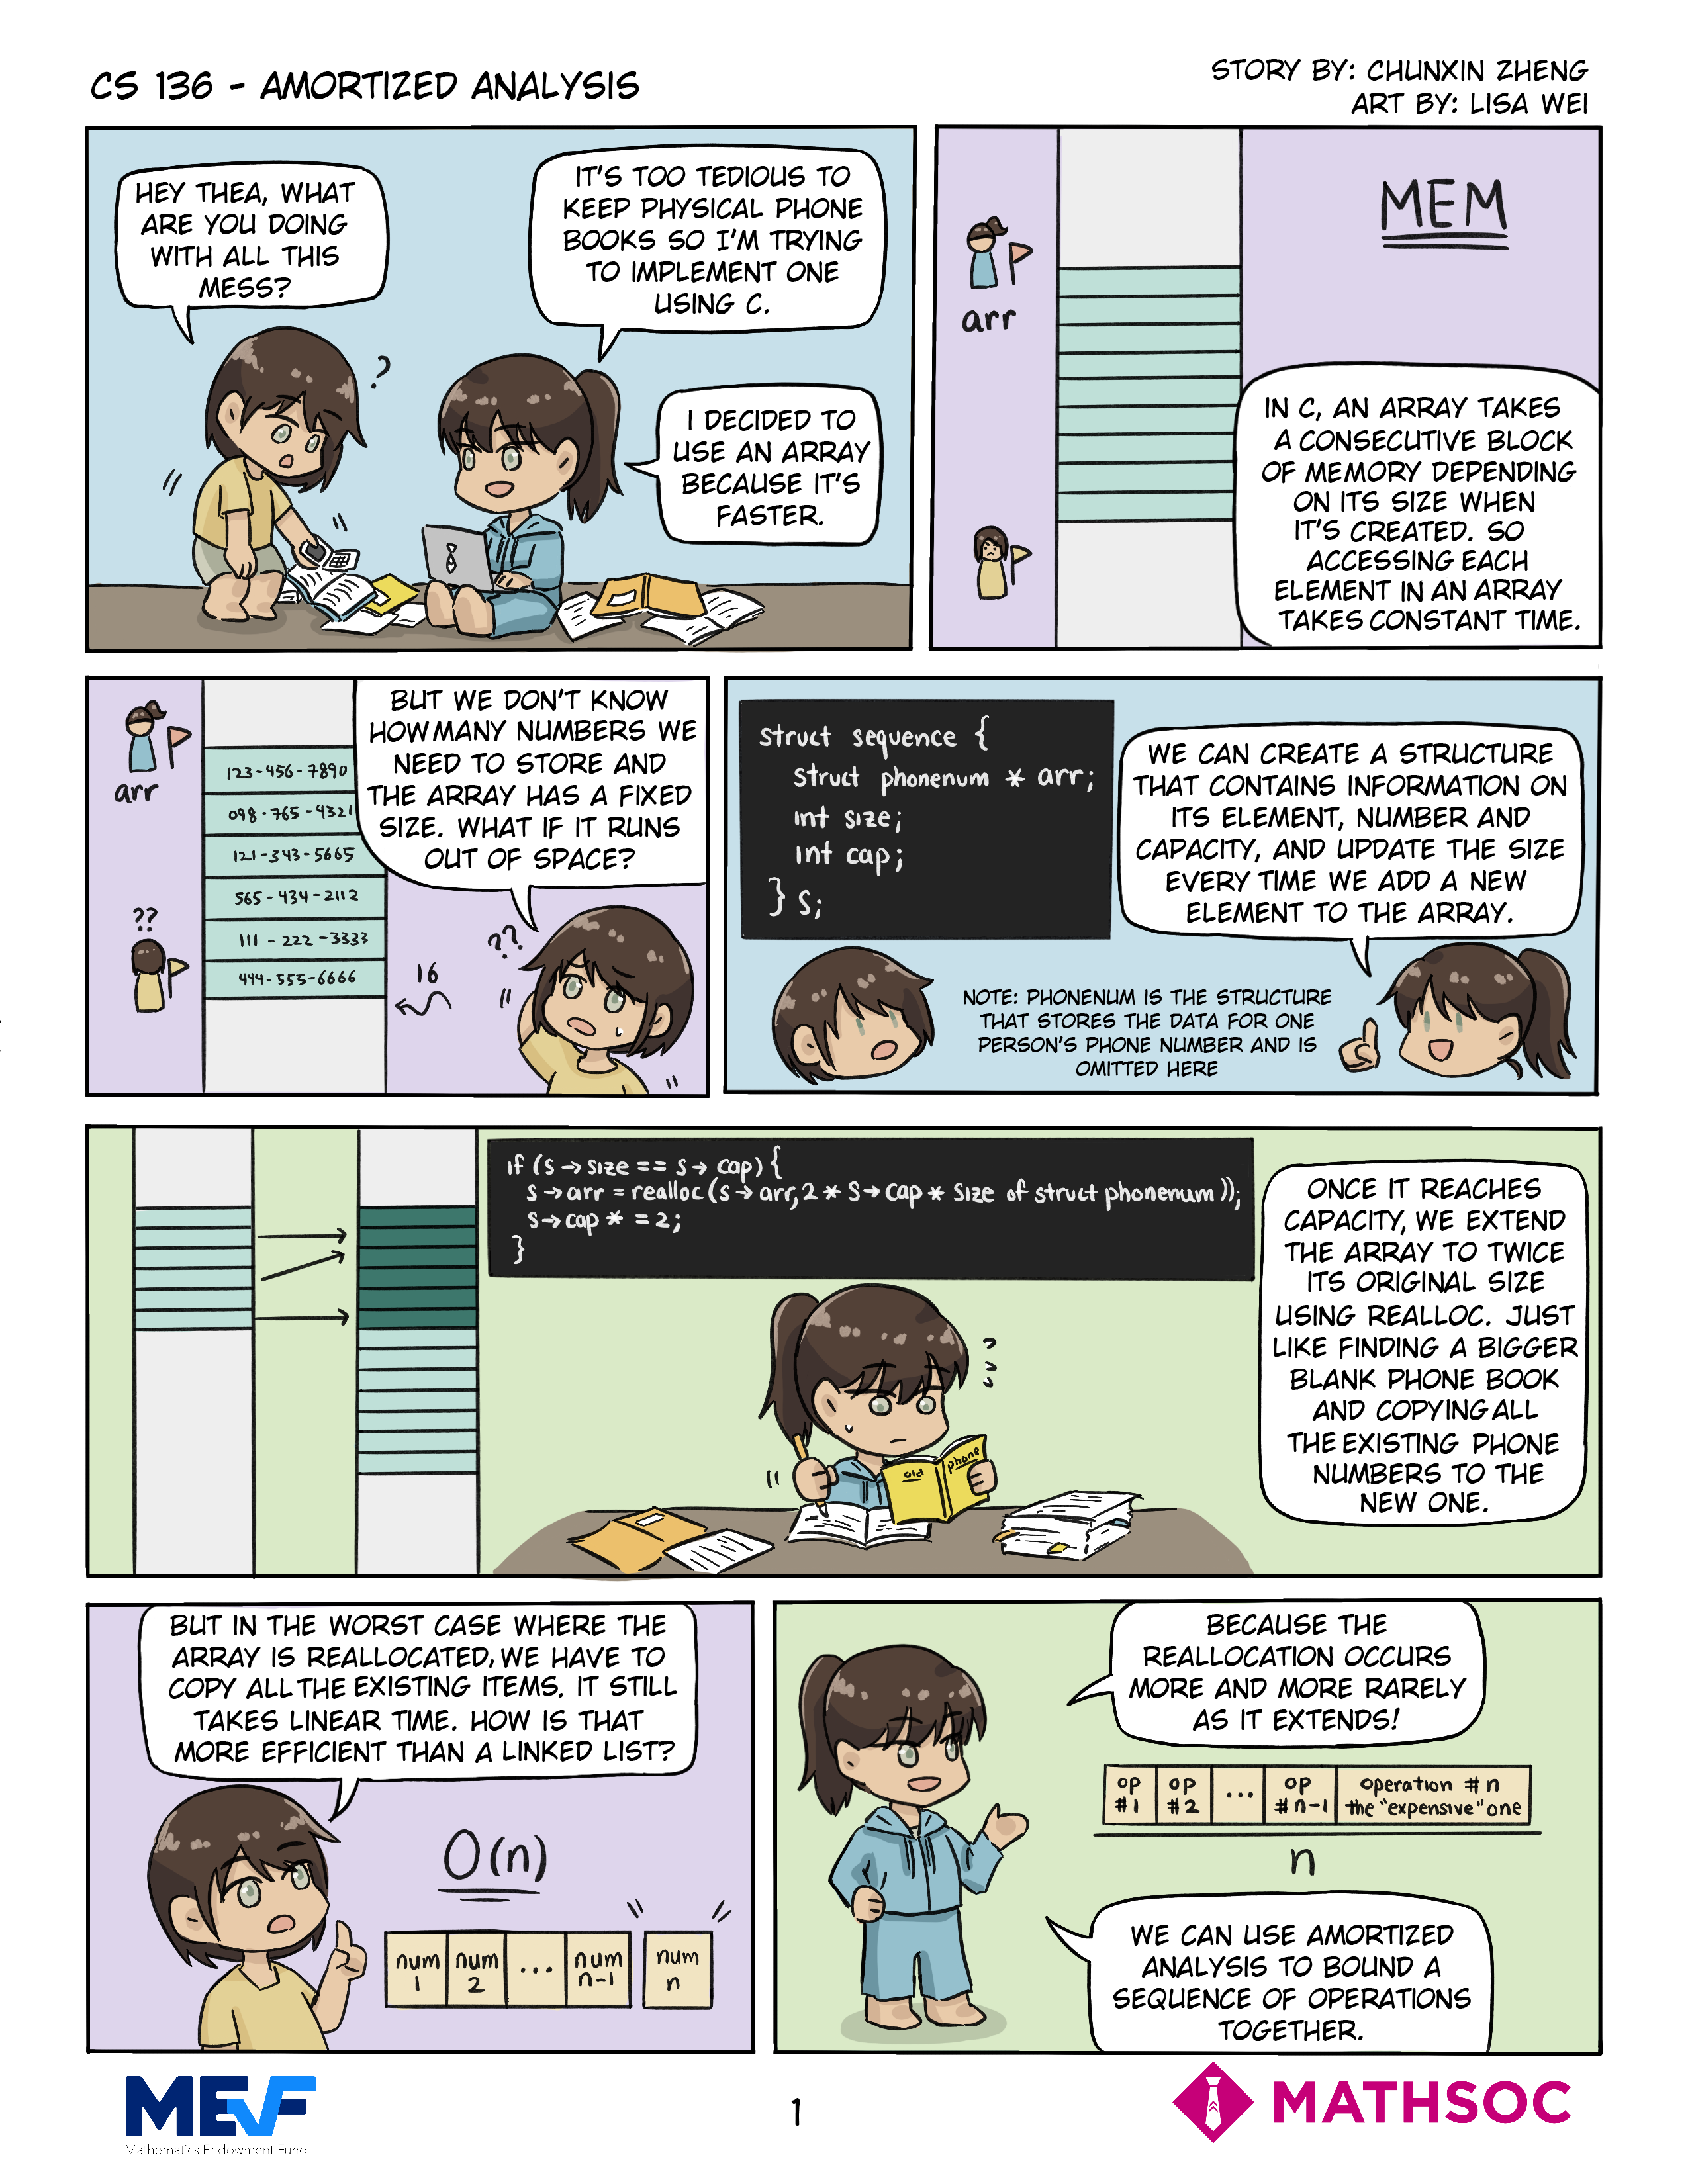 CS 136 - AMORTIZED ANALYSIS
STORY BY: CHUNXIN ZHENG
ART BY: LISA WEI
HEY THEA, WHAT
ARE YOU DOING
WITH ALL THIS
MESS?
IT'S TOO TEDIOUS TO
KEEP PHYSICAL PHONE
BOOKS SO I'M TRYING
TO IMPLEMENT ONE
USING C.
?
I DECIDED TO
USE AN ARRAY
BECAUSE IT'S
FASTER.
MEM
arr
IN C, AN ARRAY TAKES
A CONSECUTIVE BLOCK
OF MEMORY DEPENDING
ON ITS SIZE WHEN
IT'S CREATED. SO
ACCESSING EACH
ELEMENT IN AN ARRAY
TAKES CONSTANT TIME.
arr
123-456-7890
098-765-4321
121-343-5665
565-434-2112
111-222-3333
444-555-6666
??
16
BUT WE DON'T KNOW
HOW MANY NUMBERS WE
NEED TO STORE AND
THE ARRAY HAS A FIXED
SIZE. WHAT IF IT RUNS
OUT OF SPACE?
??
struct sequence {
struct phonenum * arr;
int size;
int cap;
} s;
WE CAN CREATE A STRUCTURE
THAT CONTAINS INFORMATION ON
ITS ELEMENT, NUMBER AND
CAPACITY, AND UPDATE THE SIZE
EVERY TIME WE ADD A NEW
ELEMENT TO THE ARRAY.
NOTE: PHONENUM IS THE STRUCTURE
THAT STORES THE DATA FOR ONE
PERSON'S PHONE NUMBER AND IS
OMITTED HERE
if (s→size == s→ cap) {
s→arr = realloc(s→arr, 2 * s→cap * size of struct phonenum));
s→cap * = 2;
}
ONCE IT REACHES
CAPACITY, WE EXTEND
THE ARRAY TO TWICE
ITS ORIGINAL SIZE
USING REALLOC. JUST
LIKE FINDING A BIGGER
BLANK PHONE BOOK
AND COPYING ALL
THE EXISTING PHONE
NUMBERS TO THE
NEW ONE.
old phone
BUT IN THE WORST CASE WHERE THE
ARRAY IS REALLOCATED, WE HAVE TO
COPY ALL THE EXISTING ITEMS. IT STILL
TAKES LINEAR TIME. HOW IS THAT
MORE EFFICIENT THAN A LINKED LIST?
O(n)
num 1 num 2 ... num n-1 num n
BECAUSE THE
REALLOCATION OCCURS
MORE AND MORE RARELY
AS IT EXTENDS!
op #1 op #2 ... op #n-1 operation #n the "expensive" one
n
WE CAN USE AMORTIZED
ANALYSIS TO BOUND A
SEQUENCE OF OPERATIONS
TOGETHER.
MEF
Mathematics Endowment Fund
1
MATHSOC